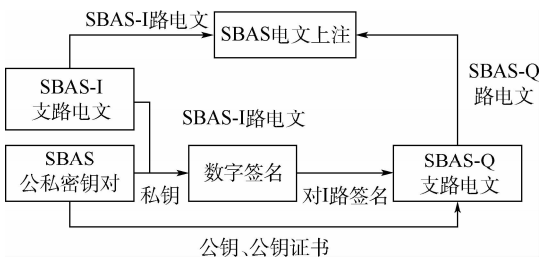 SBAS-I路电文
SBAS电文上注
SBAS-I
支路电文
SBAS-Q
路电文
SBAS-I路电文
SBAS
公私密钥对
私钥
数字签名
对I路签名
SBAS-Q
支路电文
公钥、公钥证书